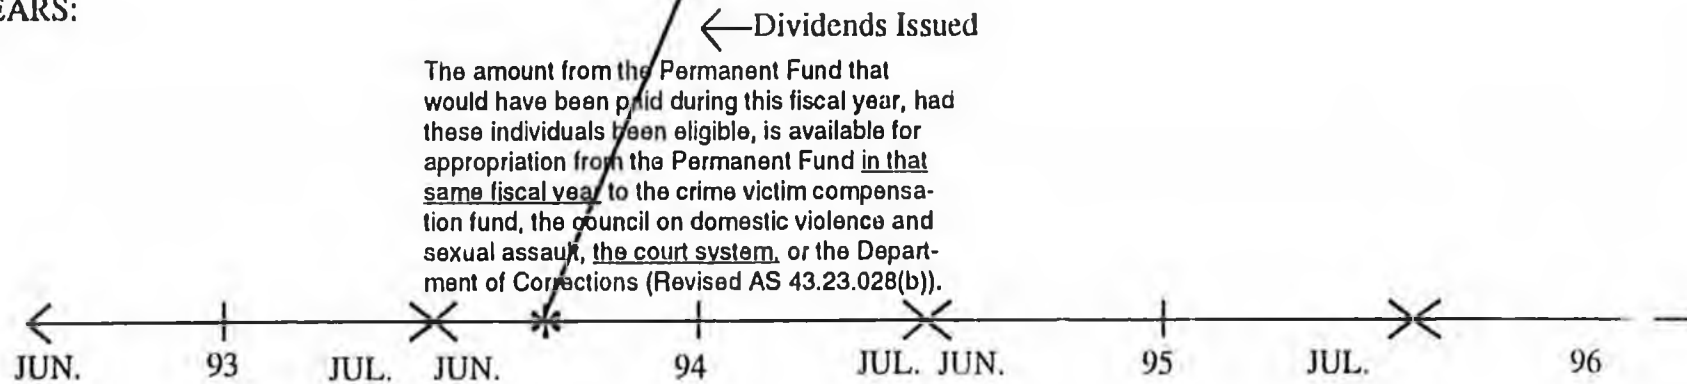 EARS:
Dividends Issued
The amount from the Permanent Fund that
would have been paid during this fiscal year, had
these individuals been eligible, is available for
appropriation from the Permanent Fund in that
same fiscal year to the crime victim compensa-
tion fund, the council on domestic violence and
sexual assault, the court system, or the Depart-
ment of Corrections (Revised AS 43.23.028(b)).
JUN. 93 JUL. JUN. 94 JUL. JUN. 95 JUL. 96